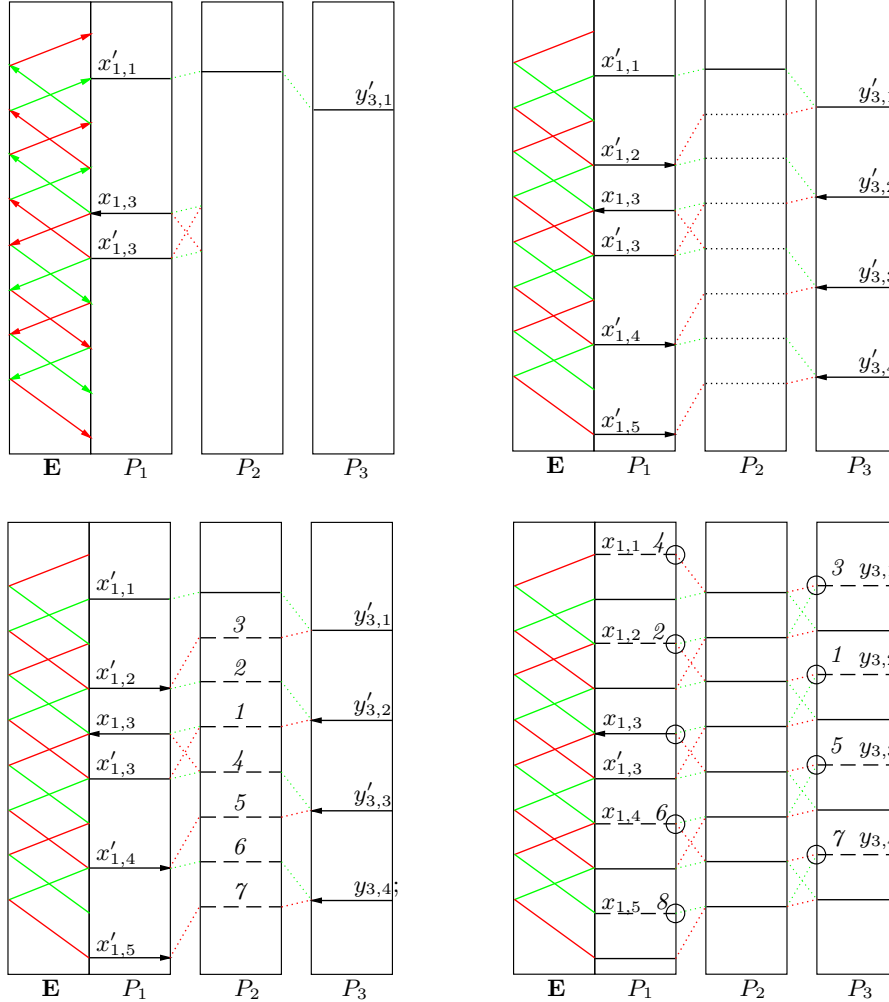 x′1,1
y′3,1
x1,3
x′1,3
E P1 P2 P3
x′1,1
y′3,1
x′1,2
y′3,2
x1,3
x′1,3
y′3,3
x′1,4
y′3,4
x′1,5
E P1 P2 P3
x′1,1
3 y′3,1
2
x′1,2
y′3,2
x1,3 1
x′1,3 4
y′3,3
5
x′1,4 6
y3,4;
7
x′1,5
E P1 P2 P3
x1,1 4
3 y3,
x1,2 2
1 y3,2
x1,3
x′1,3
5 y3,3
x1,4 6
7 y3,4
x1,5 8
E P1 P2 P3